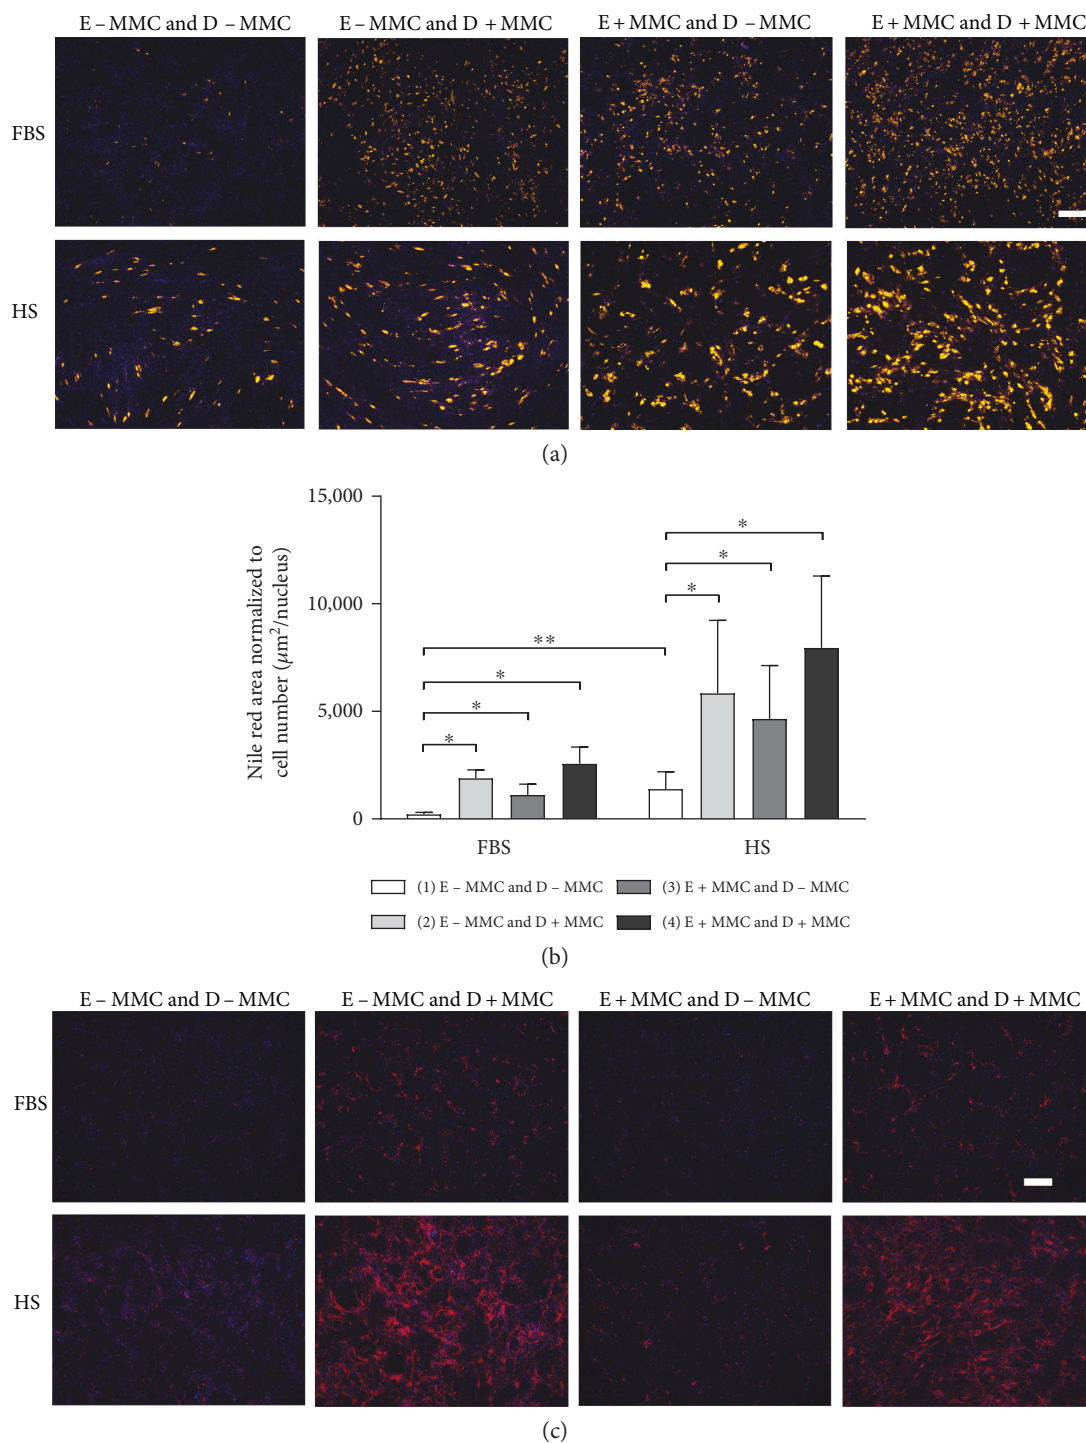 E – MMC and D – MMC E – MMC and D + MMC E + MMC and D – MMC E + MMC and D + MMC
FBS
HS
(a)
15,000
10,000
5,000
0
Nile red area normalized to
cell number (μm²/nucleus)
*
*
*
**
*
*
*
FBS HS
(1) E – MMC and D – MMC (3) E + MMC and D – MMC
(2) E – MMC and D + MMC (4) E + MMC and D + MMC
(b)
E – MMC and D – MMC E – MMC and D + MMC E + MMC and D – MMC E + MMC and D + MMC
FBS
HS
(c)